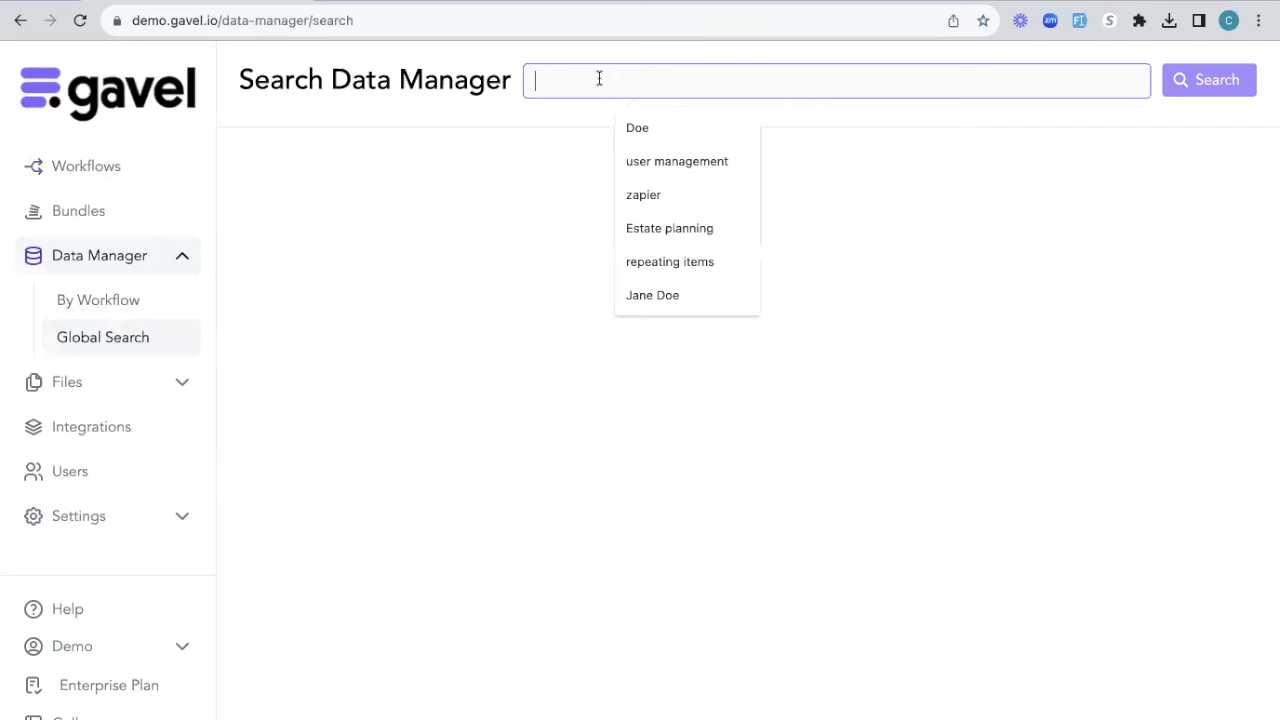 demo.gavel.io/data-manager/search
zm
S
C
gavel
Search Data Manager
Search
Doe
user management
zapier
Estate planning
repeating items
Jane Doe
Workflows
Bundles
Data Manager
By Workflow
Global Search
Files
Integrations
Users
Settings
Help
Demo
Enterprise Plan